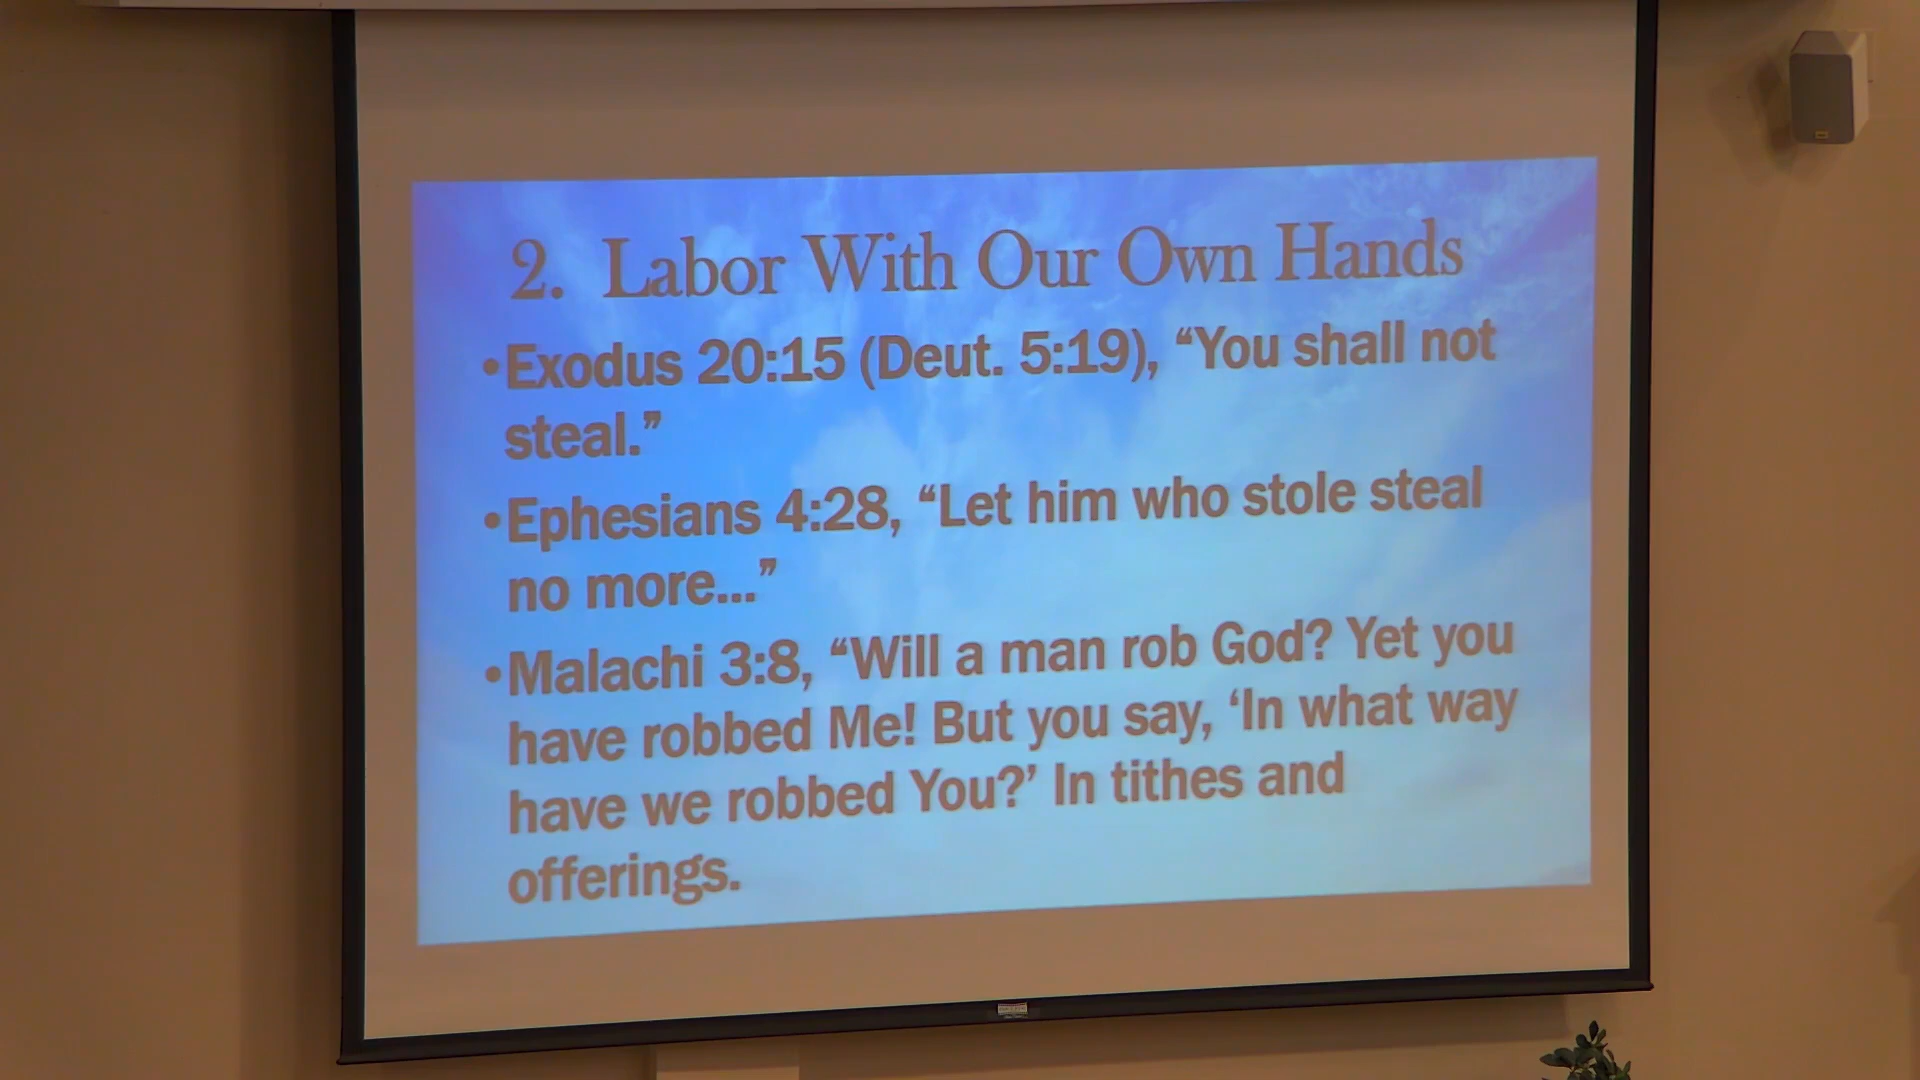 2. Labor With Our Own Hands
•Exodus 20:15 (Deut. 5:19), “You shall not
steal.”
•Ephesians 4:28, “Let him who stole steal
no more...”
•Malachi 3:8, “Will a man rob God? Yet you
have robbed Me! But you say, ‘In what way
have we robbed You?’ In tithes and
offerings.